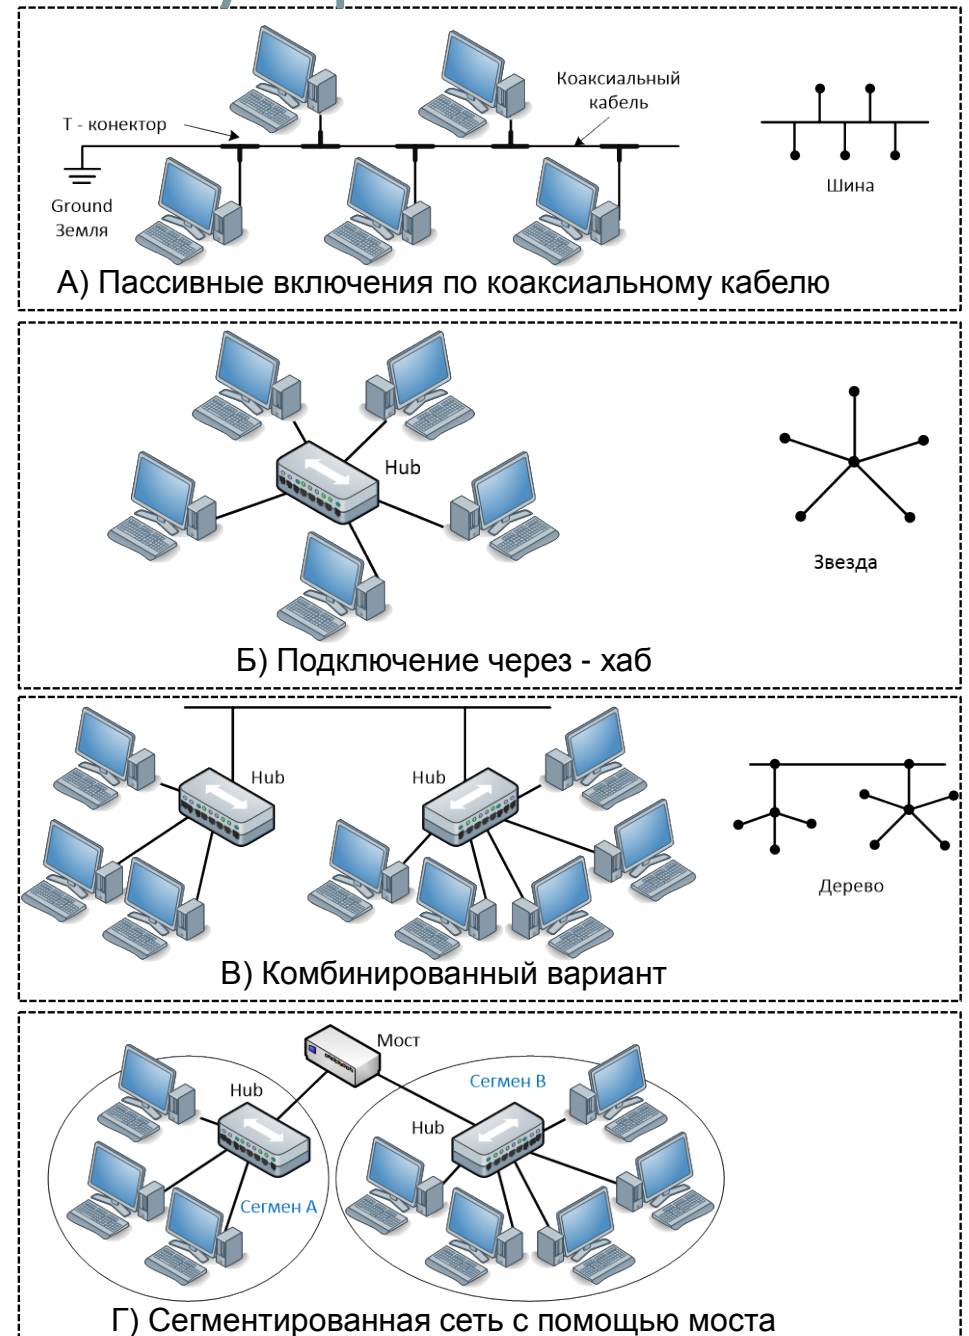 Коаксиальный
кабель
Т - конектор
Ground
Земля
Шина
А) Пассивные включения по коаксиальному кабелю
Hub
Звезда
Б) Подключение через - хаб
Hub
Hub
Дерево
В) Комбинированный вариант
Мост
Hub
Сегмен В
Hub
Сегмен А
Г) Сегментированная сеть с помощью моста